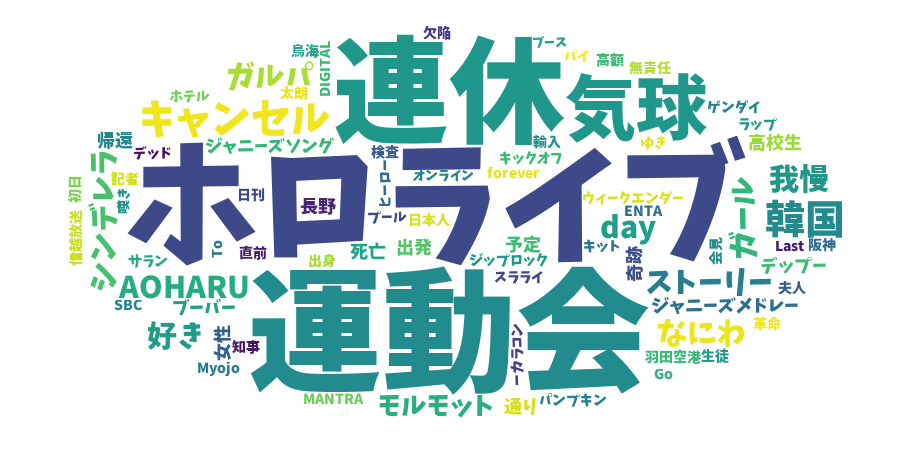 欠陥
烏海
DIGITAL
連休
ブース
パイ
高額
無責任
ガルパ
太朗
気球
ホテル
キャンセル
ゲンダイ
ラップ
帰還
デッド
ジャニーズソング
検査
輸入
ゆき
高校生
キックオフ
シンデレラ
記者
ホロライブ
オンライン
forever
我慢
初日
嘆き
日刊
長野
ヒーロー
プール
日本人
ウィークエンダー
ENTA
ガール
韓国
信越放送
To
直前
死亡
出発
予定
キット
day
会見
Last
阪神
サラン
出身
ジップロック
スラライ
奇跡
デップー
AOHARU
ストーリー
夫人
SBC
ブーバー
運動会
ジャニーズメドレー
好き
女性
知事
ーカラコン
なにわ
革命
Myojo
羽田空港
生徒
Go
MANTRA
モルモット
通り
パンプキン